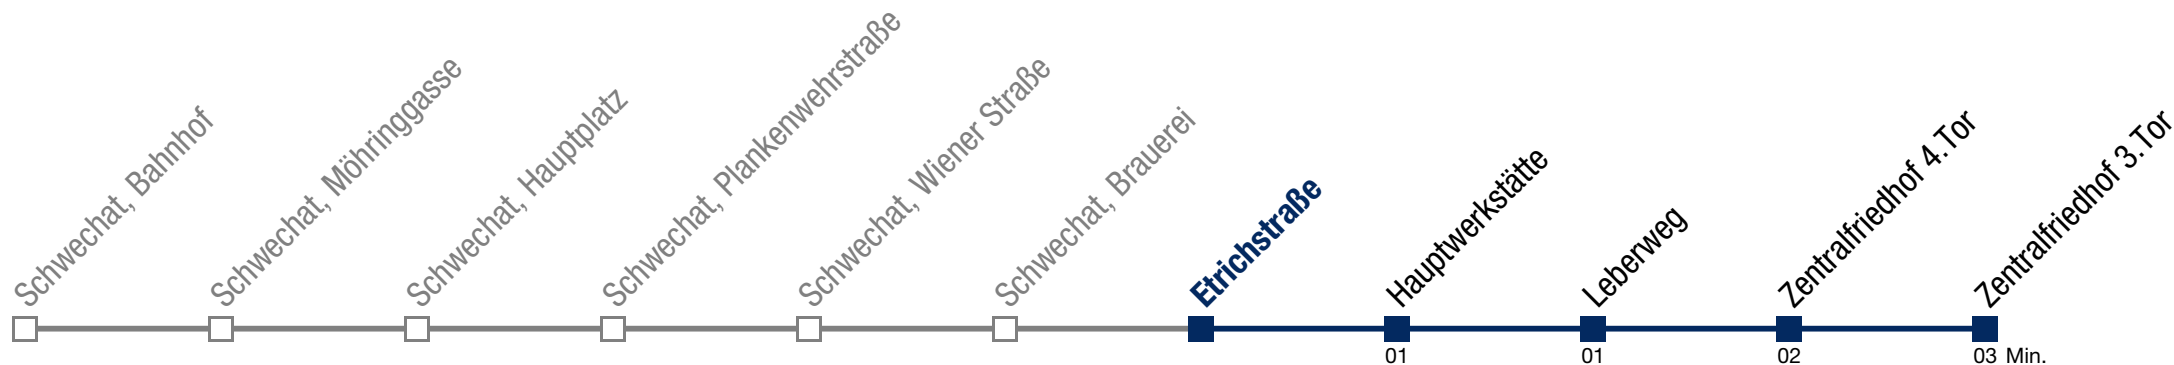 Schwechat, Bahnhof
Schwechat, Möhringgasse
Schwechat, Hauptplatz
Schwechat, Plankenwehrstraße
Schwechat, Wiener Straße
Schwechat, Brauerei
Etrichstraße
Hauptwerkstätte
Leberweg
Zentralfriedhof 4.Tor
Zentralfriedhof 3.Tor
01 01 02 03 Min.